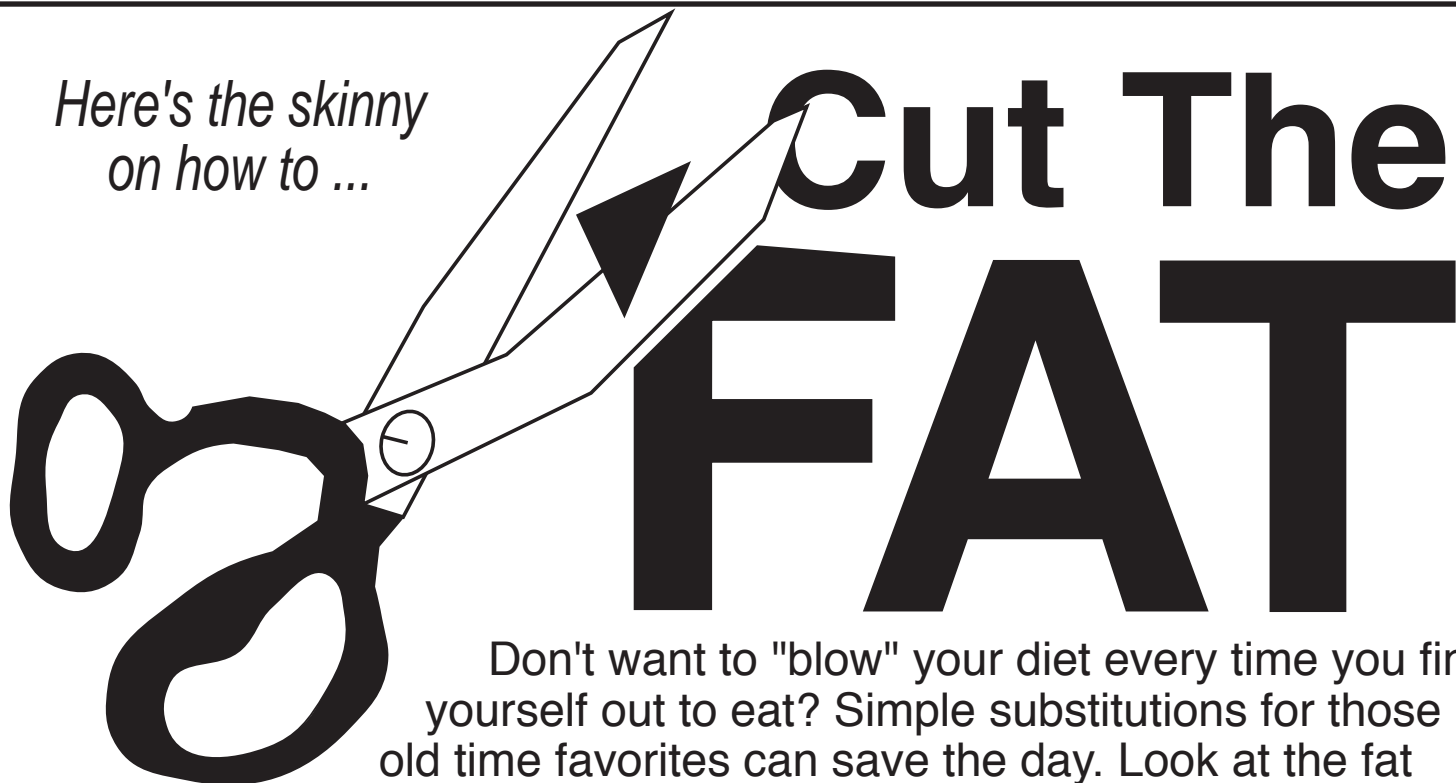 Here's the skinny
on how to ...
Cut The
FAT
Don't want to "blow" your diet every time you
yourself out to eat? Simple substitutions for those
old time favorites can save the day. Look at the fat